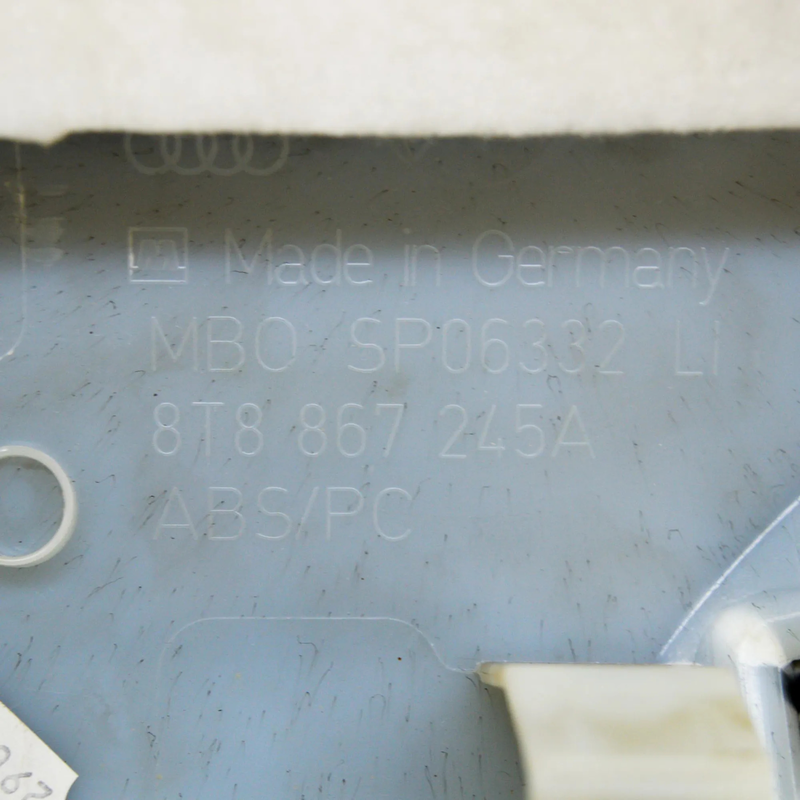 Made in Germany
MBO SP06332 Li
8T8 867 245A
ABS/PC